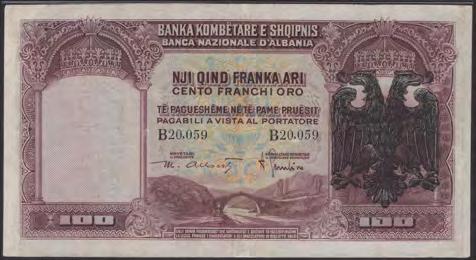 BANKA KOMBËTARE E SHQIPNIS
BANCA NAZIONALE D'ALBANIA
NJI QIND FRANKA ARI
CENTO FRANCHI ORO
TË PAGUESHËME NË TË PAME PRUËSIT
PAGABILI A VISTA AL PORTATORE
B20.059 B20.059
100 100